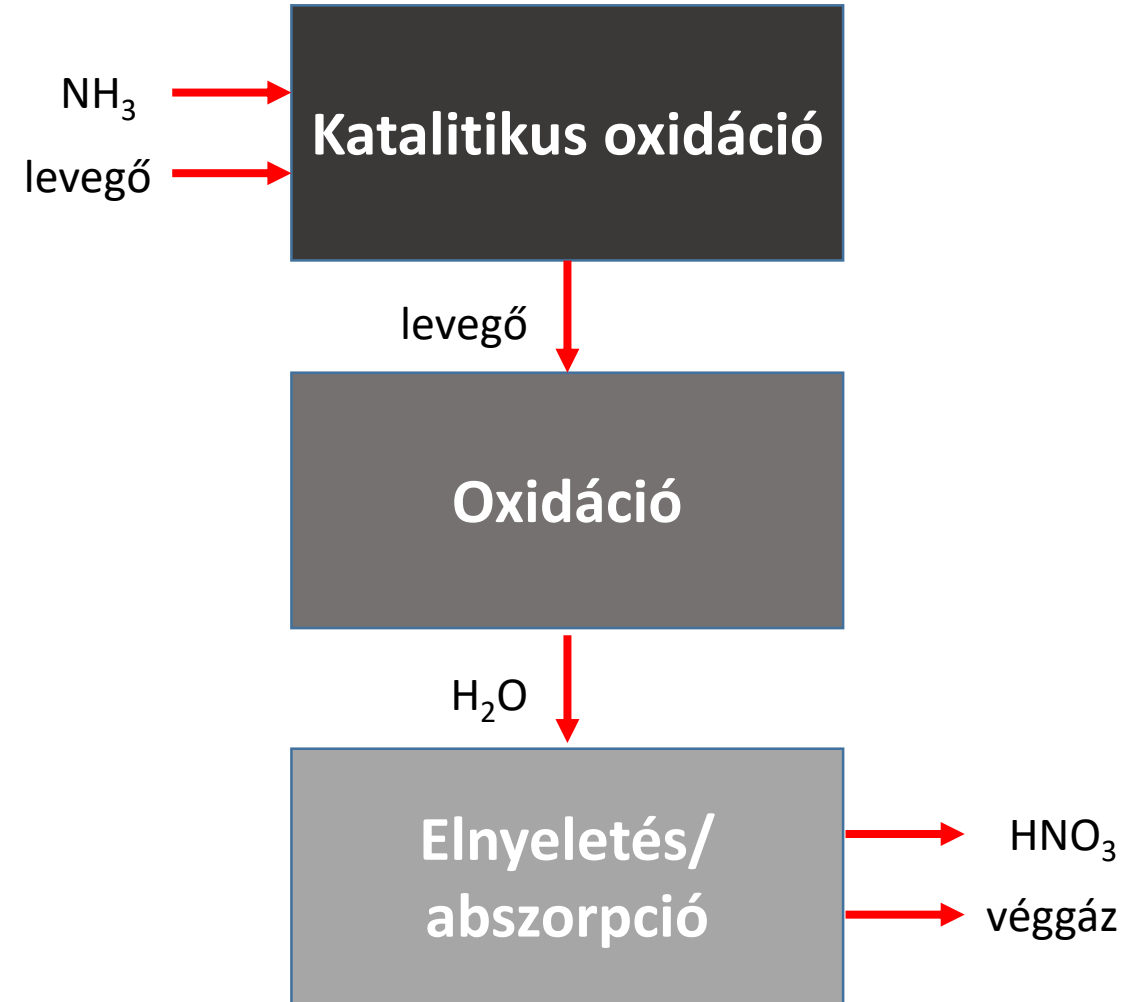 NH₃
levegő
Katalitikus oxidáció
levegő
Oxidáció
H₂O
Elnyeletés/
abszorpció
HNO₃
véggáz